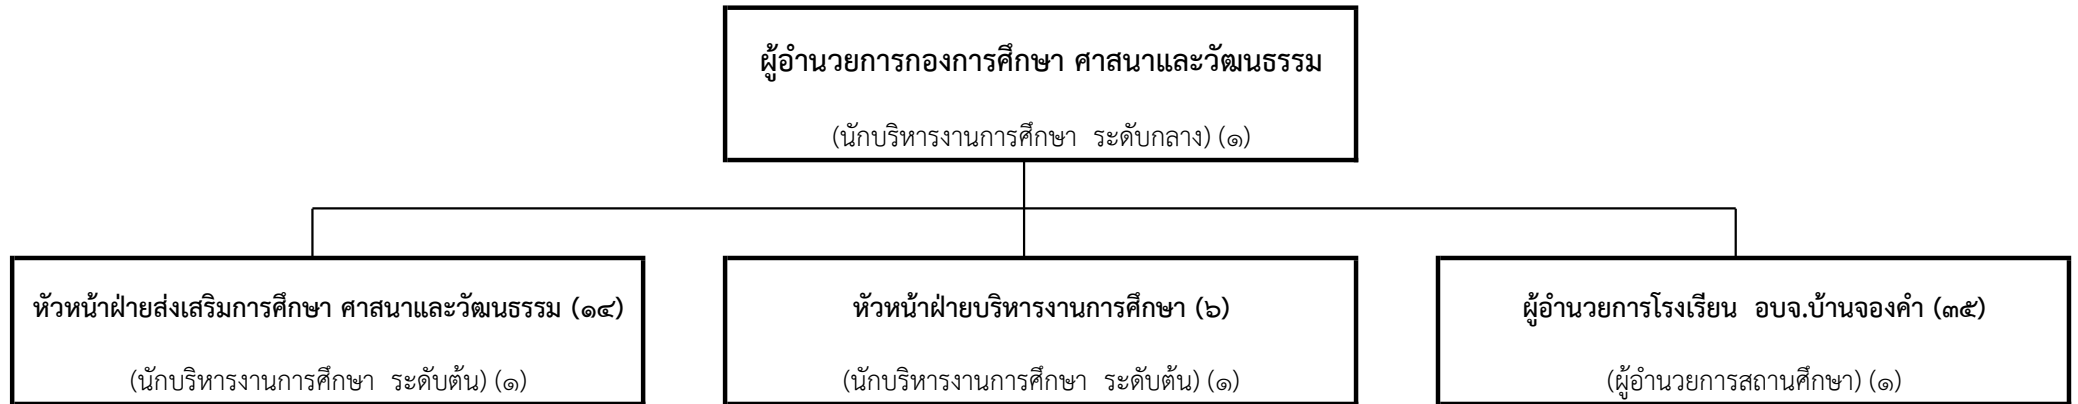 ผู้อำนวยการกองการศึกษา ศาสนาและวัฒนธรรม
(นักบริหารงานการศึกษา ระดับกลาง) (๑)
หัวหน้าฝ่ายส่งเสริมการศึกษา ศาสนาและวัฒนธรรม (๑๔)
(นักบริหารงานการศึกษา ระดับต้น) (๑)
หัวหน้าฝ่ายบริหารงานการศึกษา (๖)
(นักบริหารงานการศึกษา ระดับต้น) (๑)
ผู้อำนวยการโรงเรียน อบจ.บ้านจองคำ (๓๕)
(ผู้อำนวยการสถานศึกษา) (๑)